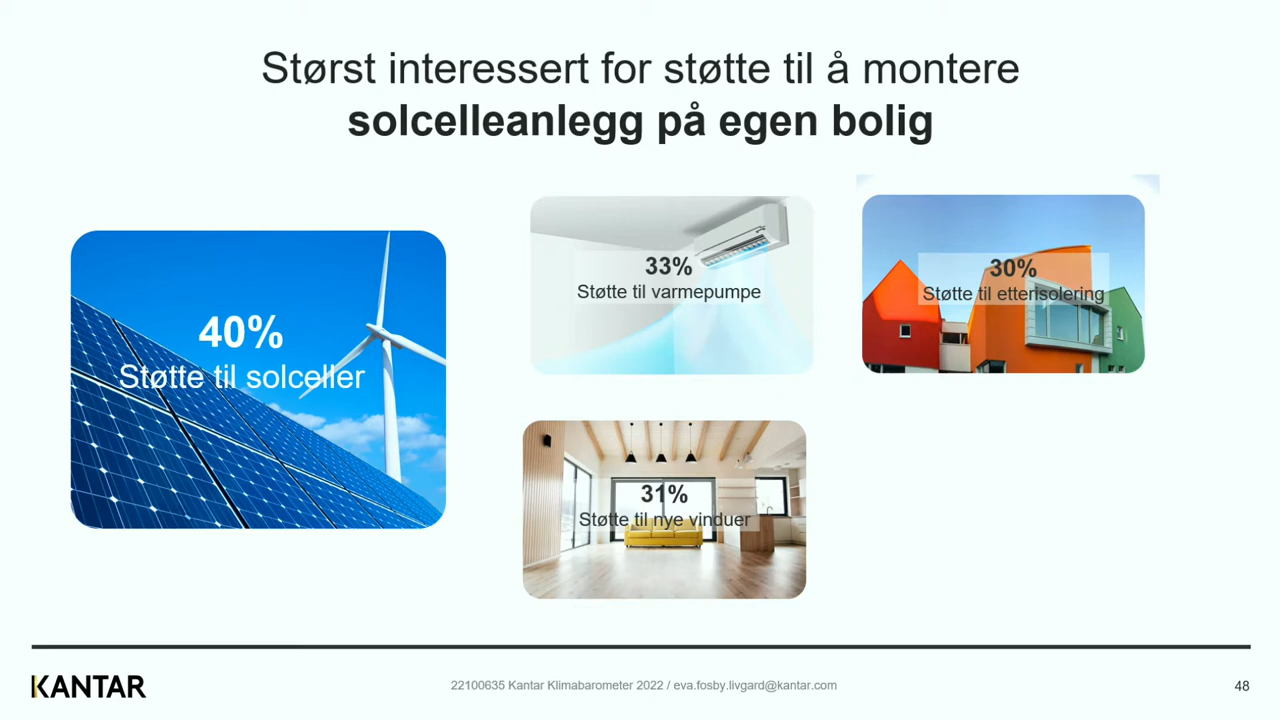 Størst interessert for støtte til å montere
solcelleanlegg på egen bolig
40%
Støtte til solceller
33%
Støtte til varmepumpe
30%
Støtte til etterisolering
31%
Støtte til nye vinduer
KANTAR
22100635 Kantar Klimabarometer 2022 / eva.fosby.livgard@kantar.com
48